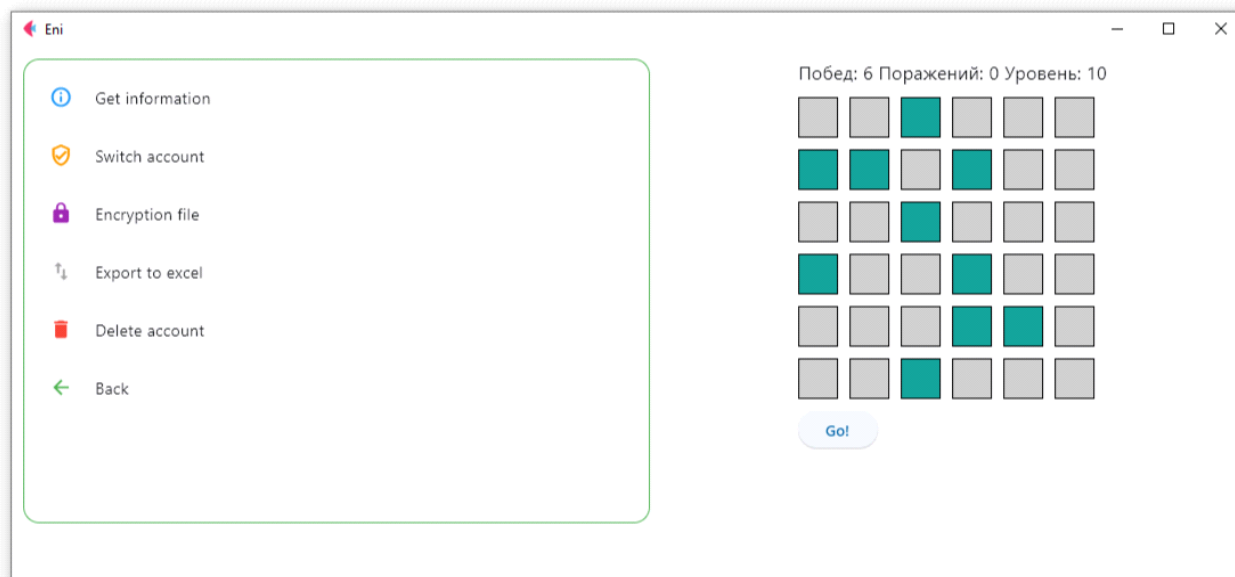 Eni
Get information
Switch account
Encryption file
Export to excel
Delete account
Back
Побед: 6 Поражений: 0 Уровень: 10
Go!